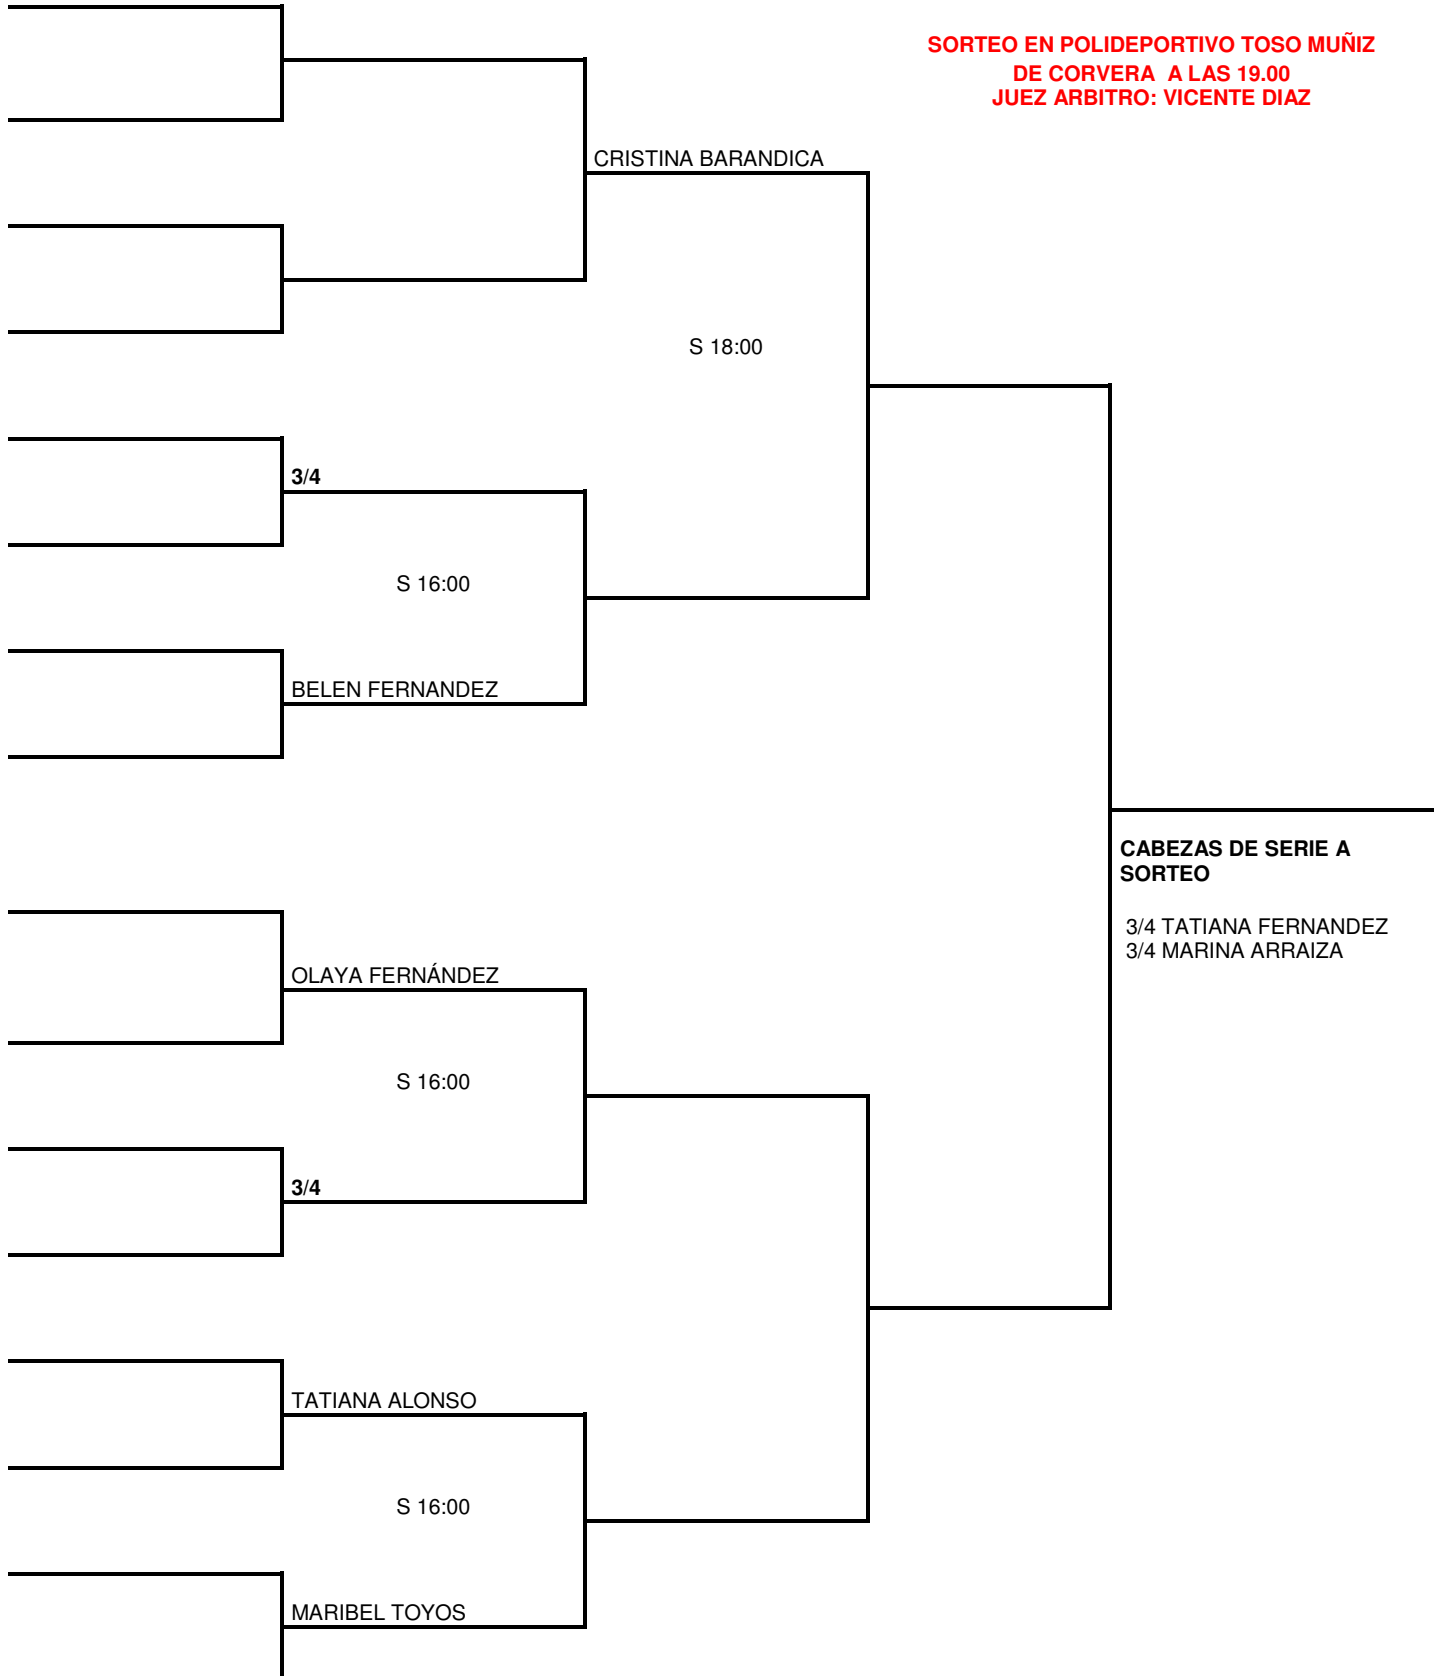 SORTEO EN POLIDEPORTIVO TOSO MUÑIZ
DE CORVERA A LAS 19.00
JUEZ ARBITRO: VICENTE DIAZ
CRISTINA BARANDICA
S 18:00
3/4
S 16:00
BELEN FERNANDEZ
CABEZAS DE SERIE A
SORTEO
3/4 TATIANA FERNANDEZ
3/4 MARINA ARRAIZA
OLAYA FERNÁNDEZ
S 16:00
3/4
TATIANA ALONSO
S 16:00
MARIBEL TOYOS